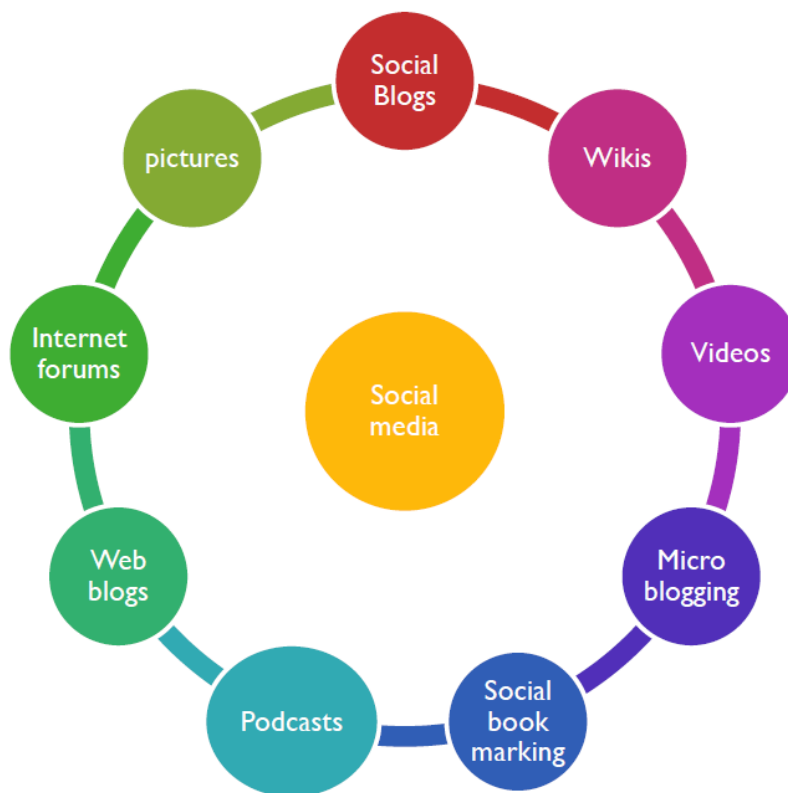 Social
Blogs
Wikis
Videos
Micro
blogging
Social
book
marking
Podcasts
Web
blogs
Internet
forums
pictures
Social
media